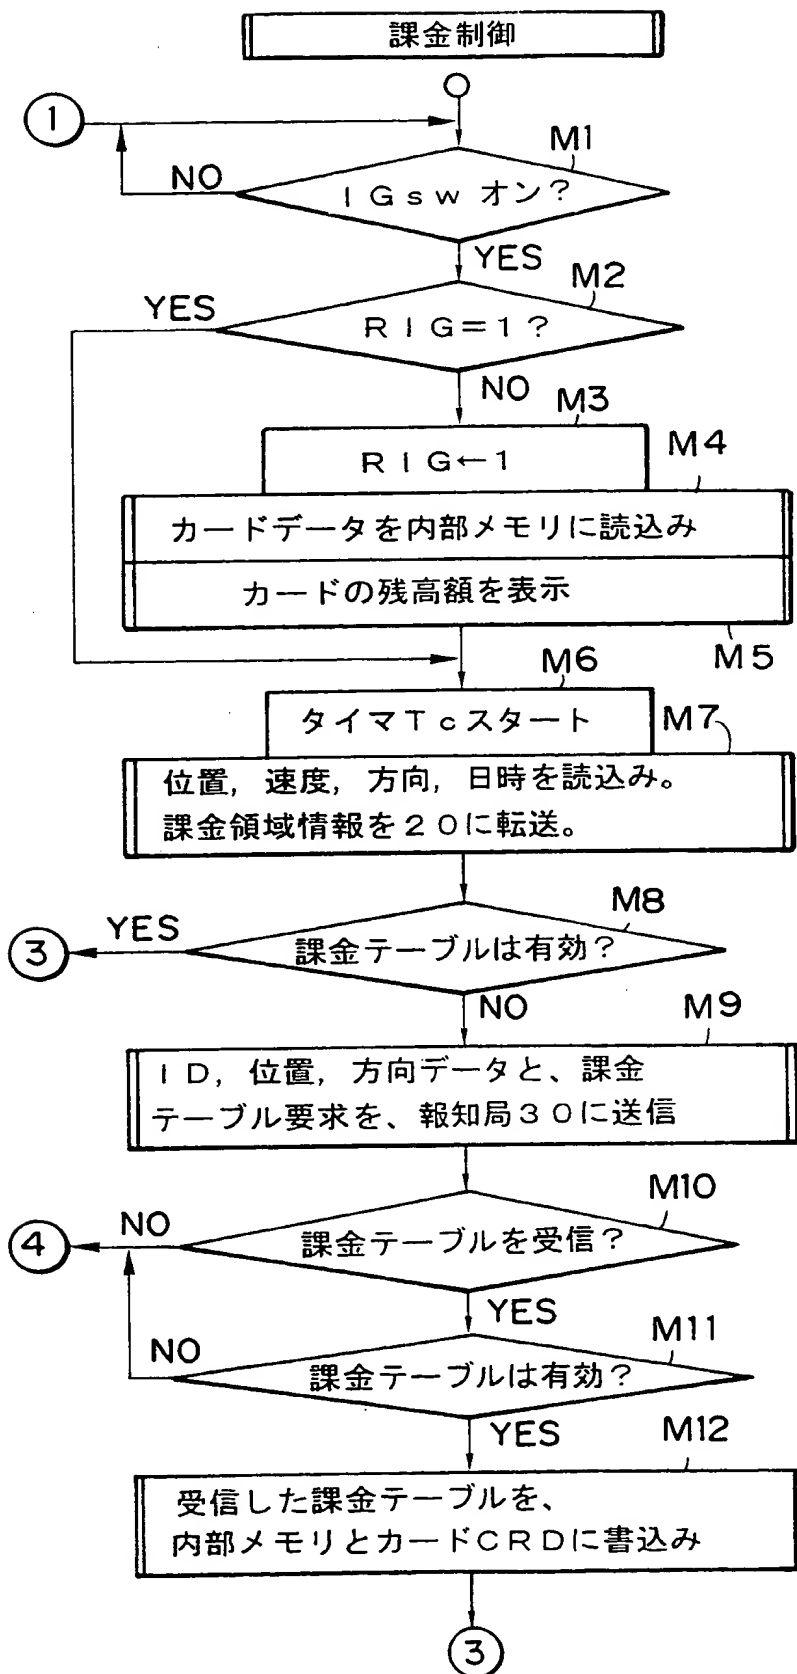 課金制御
1
M1
NO
IGsw オン？
YES
M2
YES
RIG=1？
NO
M3
RIG←1
M4
カードデータを内部メモリに読込み
カードの残高額を表示
M5
M6
タイマTcスタート
M7
位置，速度，方向，日時を読込み。
課金領域情報を20に転送。
M8
YES
3
課金テーブルは有効？
NO
M9
ID，位置，方向データと、課金
テーブル要求を、報知局30に送信
M10
NO
4
課金テーブルを受信？
YES
M11
NO
課金テーブルは有効？
YES
M12
受信した課金テーブルを、
内部メモリとカードCRDに書込み
3